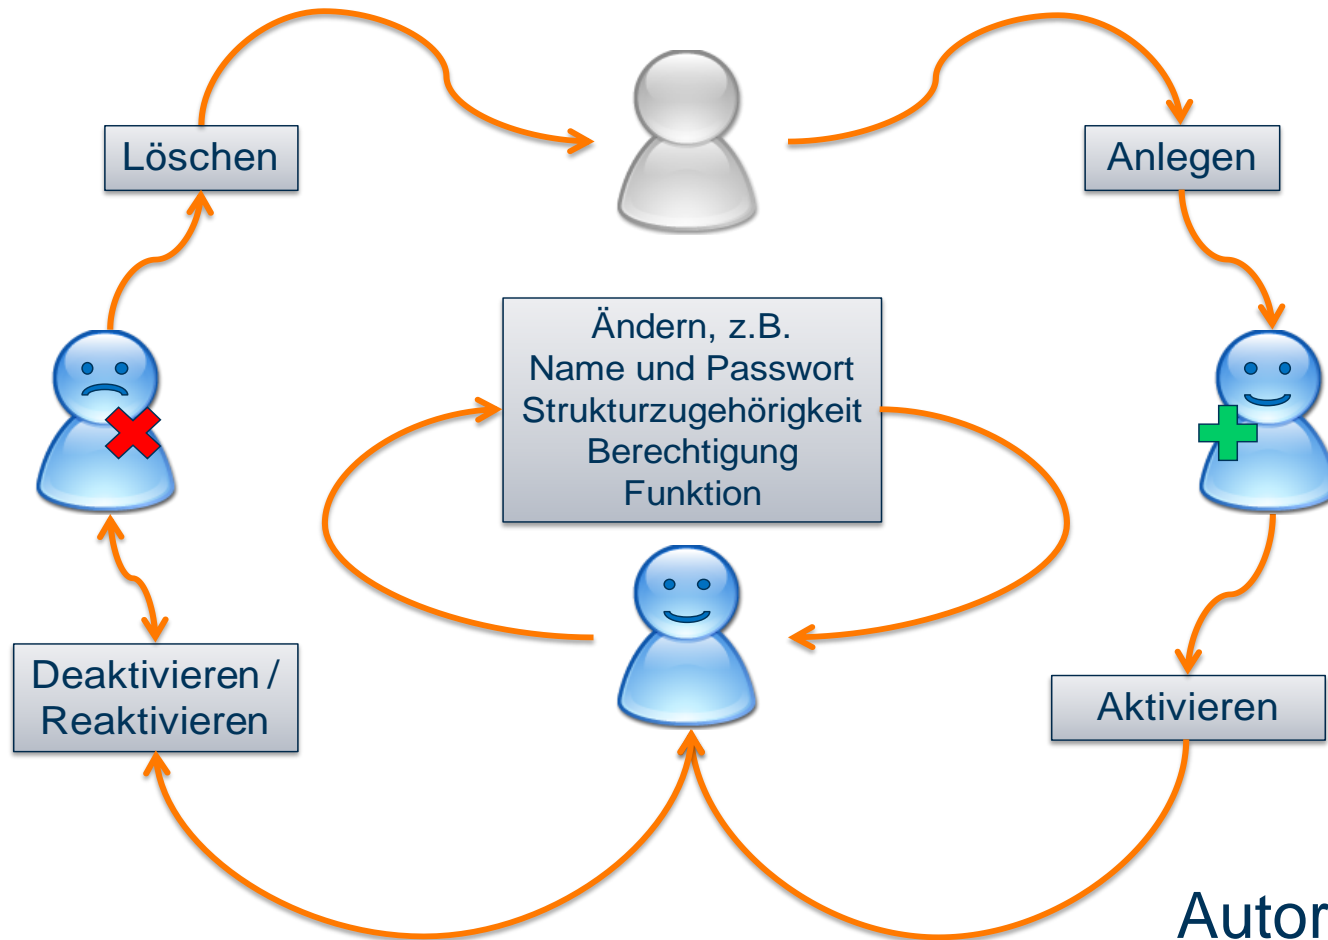 Löschen
Anlegen
Ändern, z.B.
Name und Passwort
Strukturzugehörigkeit
Berechtigung
Funktion
Deaktivieren /
Reaktivieren
Aktivieren
Autor